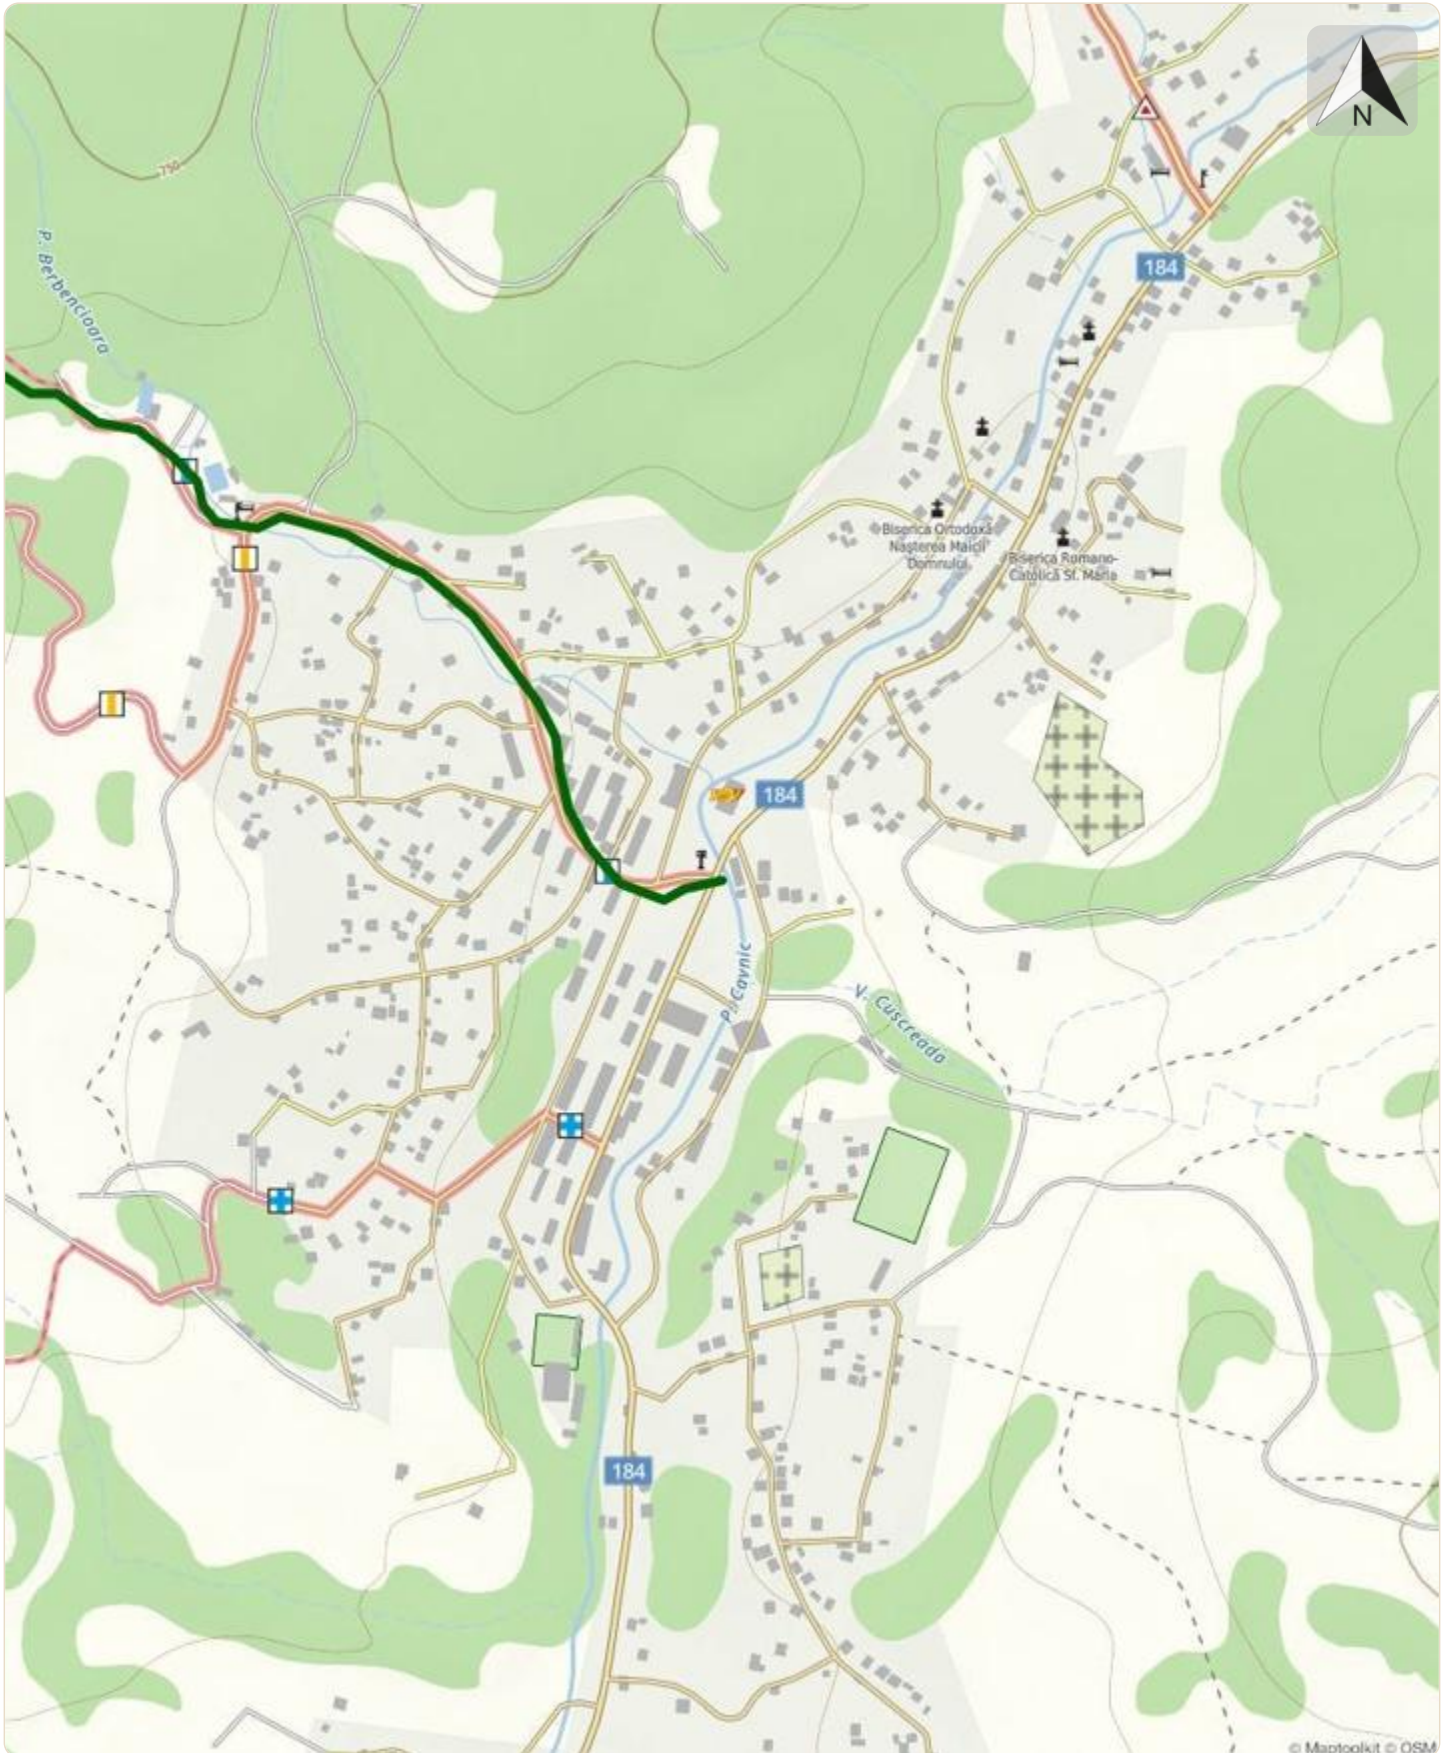 N
750
P. Berbencioara
184
Biserica Ortodoxă
Nașterea Maicii
Domnului
Biserica Romano-
Catolică Sf. Maria
184
P. Cavnic
V. Cuscreada
184
© Maptoolkit © OSM